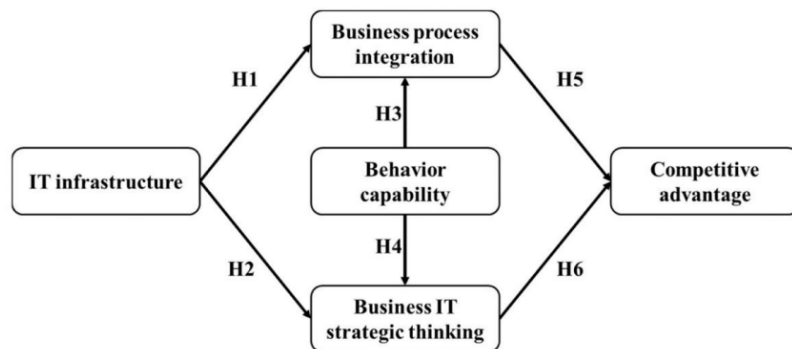 Business process
integration
H1
H5
H3
IT infrastructure
Behavior
capability
Competitive
advantage
H4
H2
H6
Business IT
strategic thinking